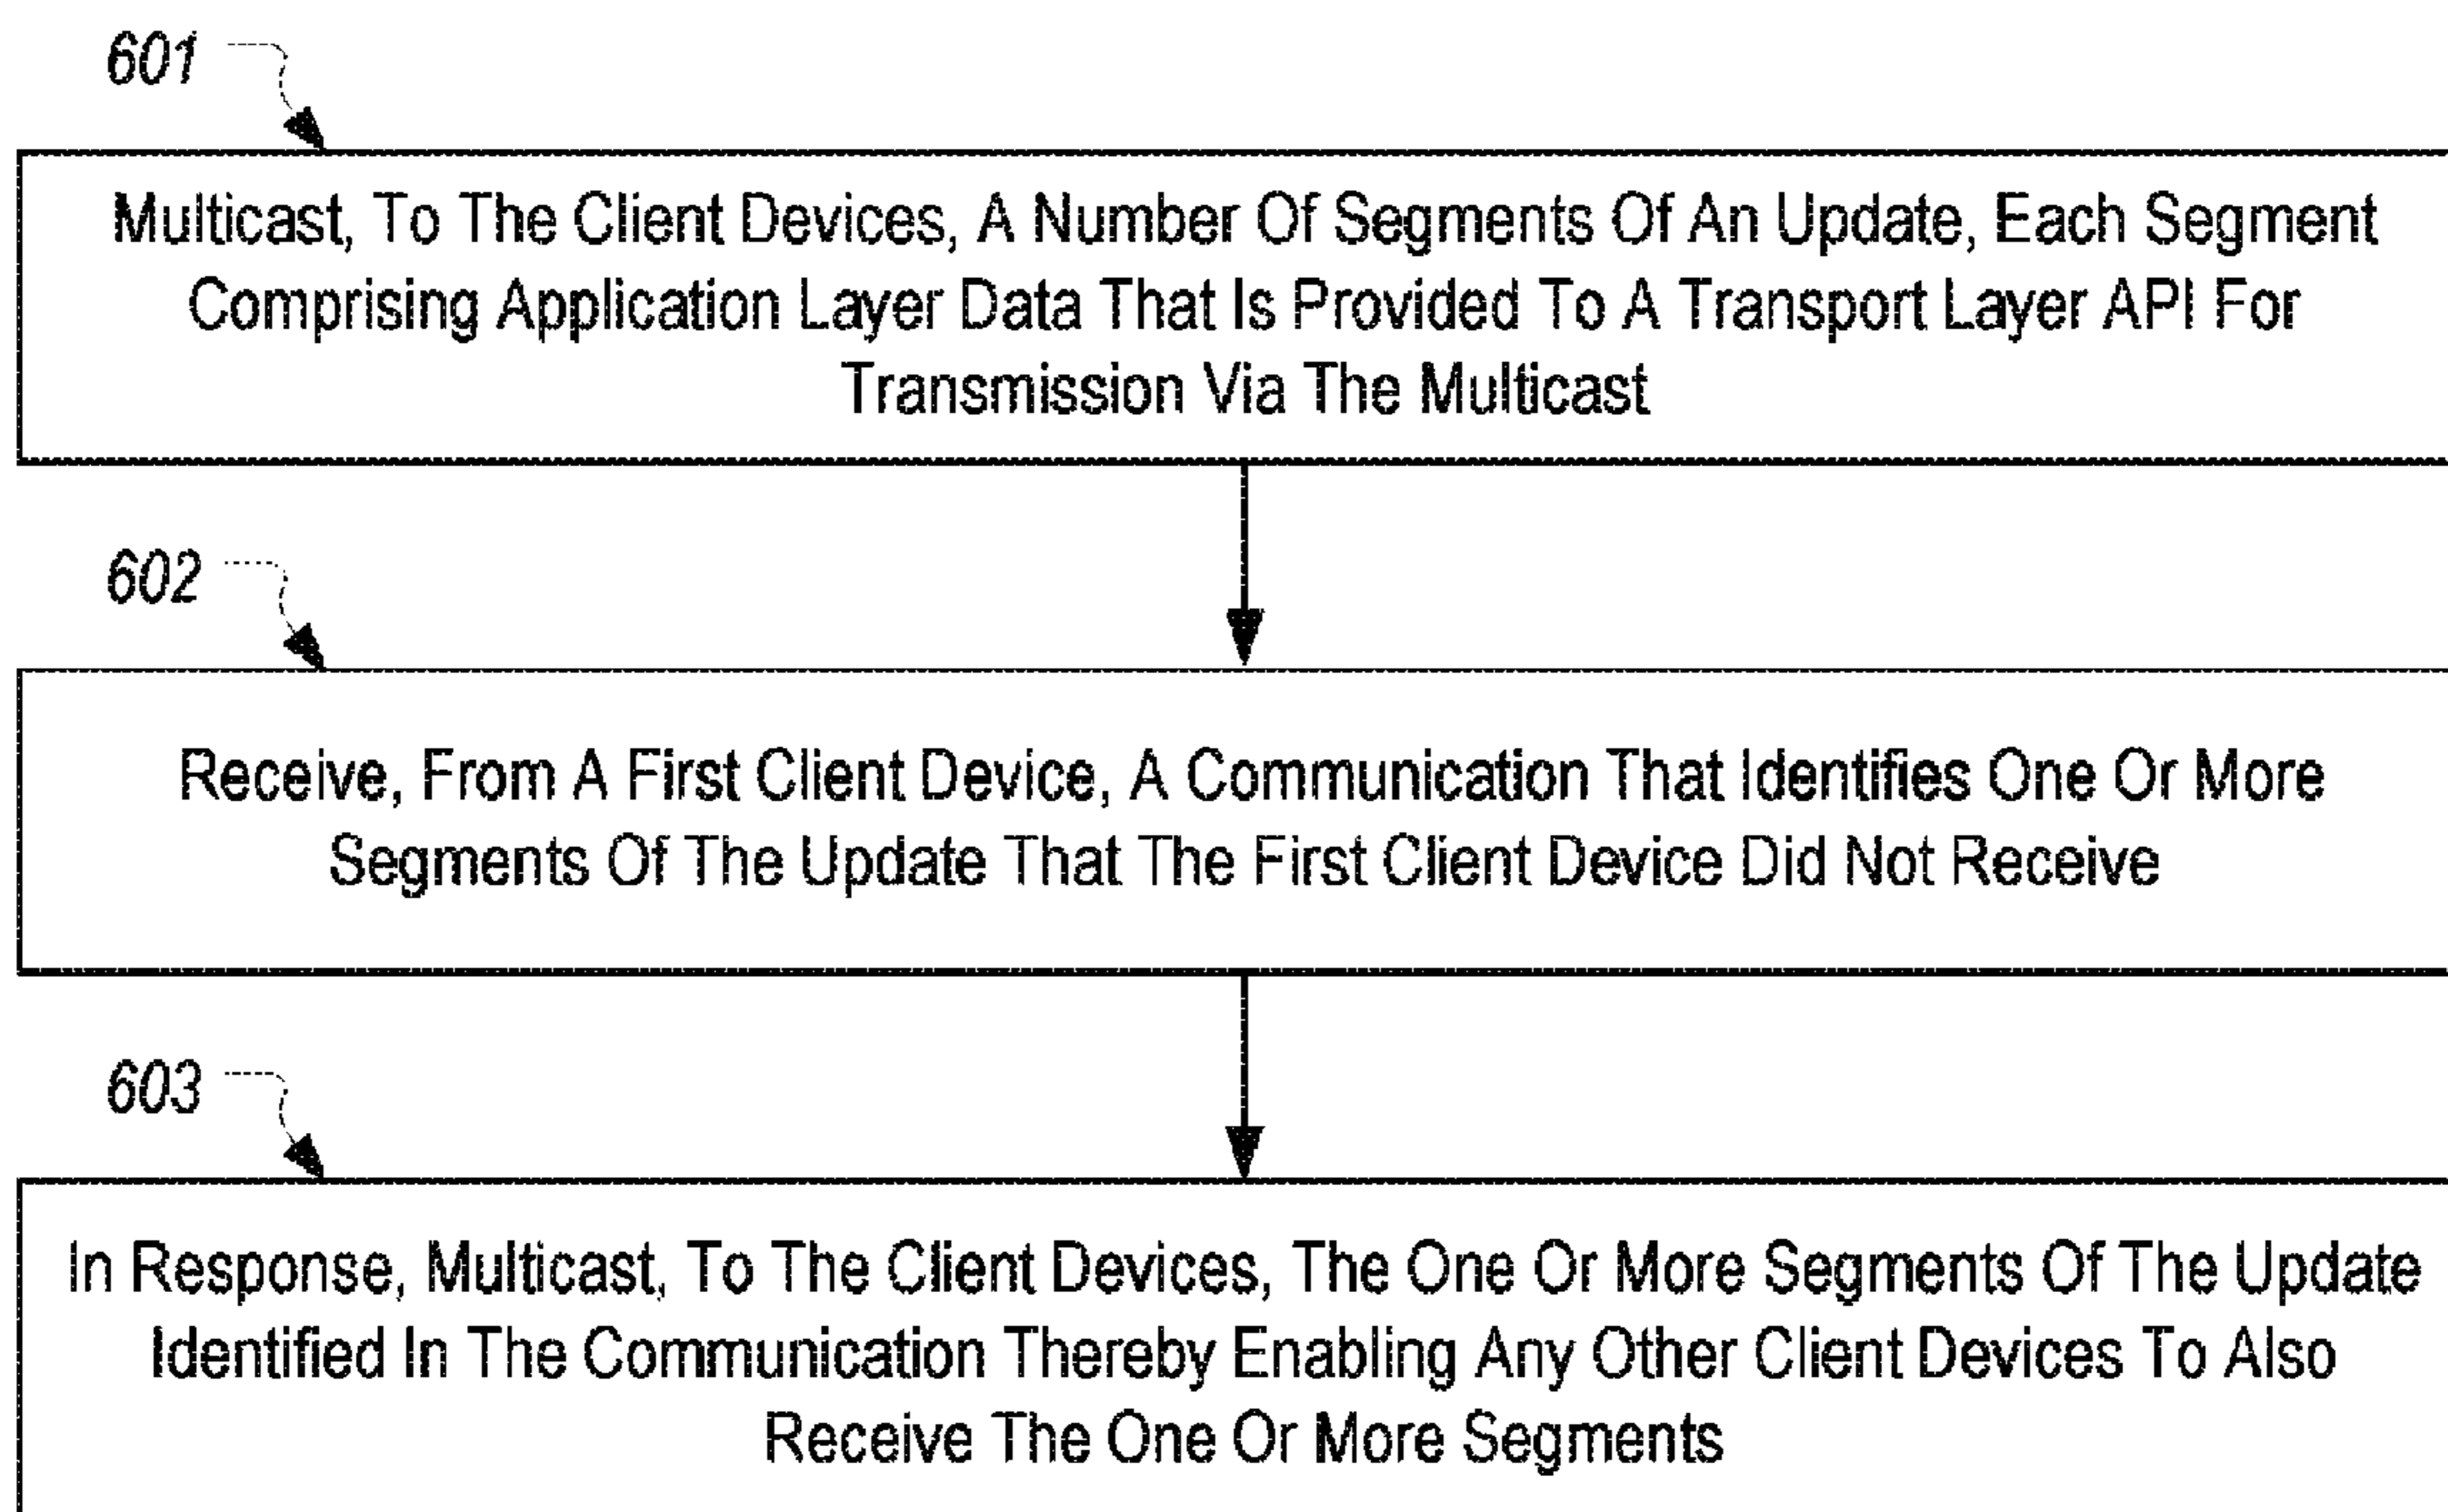 601
Multicast, To The Client Devices, A Number Of Segments Of An Update, Each Segment
Comprising Application Layer Data That Is Provided To A Transport Layer API For
Transmission Via The Multicast
602
Receive, From A First Client Device, A Communication That Identifies One Or More
Segments Of The Update That The First Client Device Did Not Receive
603
In Response, Multicast, To The Client Devices, The One Or More Segments Of The Update
Identified In The Communication Thereby Enabling Any Other Client Devices To Also
Receive The One Or More Segments